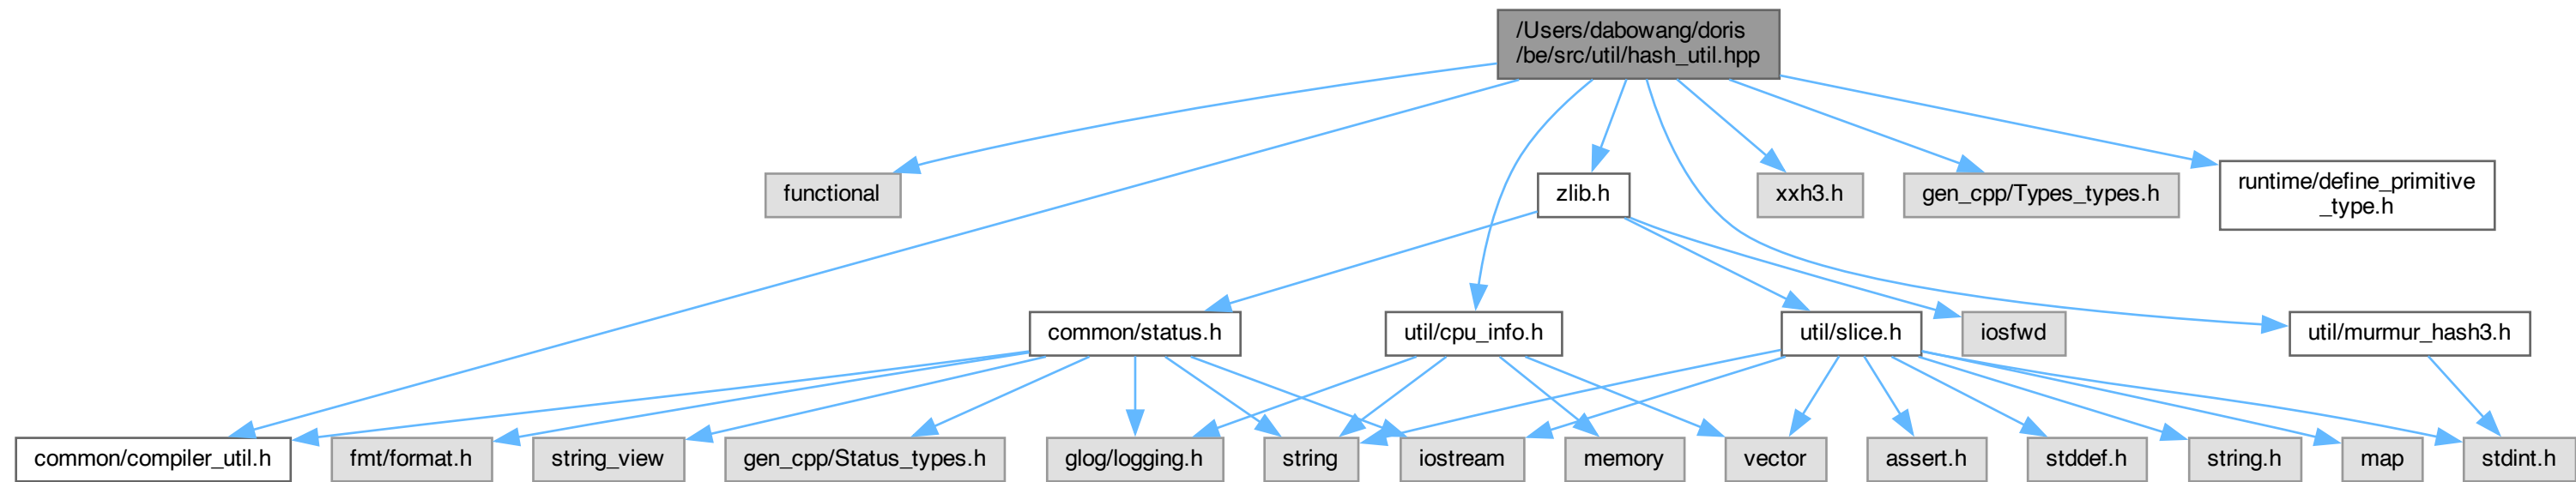 /Users/dabowang/doris
/be/src/util/hash_util.hpp
functional
zlib.h
xxh3.h
gen_cpp/Types_types.h
runtime/define_primitive
_type.h
common/status.h
util/cpu_info.h
util/slice.h
iosfwd
util/murmur_hash3.h
common/compiler_util.h
fmt/format.h
string_view
gen_cpp/Status_types.h
glog/logging.h
string
iostream
memory
vector
assert.h
stddef.h
string.h
map
stdint.h